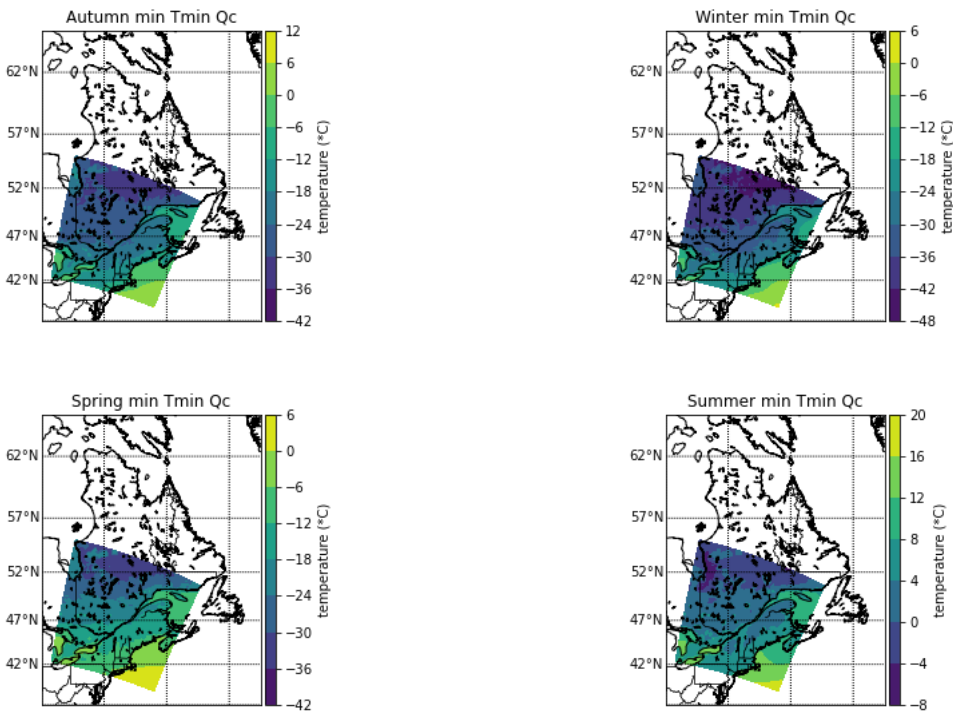 Autumn min Tmin Qc
62°N
57°N
52°N
47°N
42°N
12
6
0
−6
−12
−18
−24
−30
−36
−42
temperature (*C)
Winter min Tmin Qc
62°N
57°N
52°N
47°N
42°N
6
0
−6
−12
−18
−24
−30
−36
−42
−48
temperature (*C)
Spring min Tmin Qc
62°N
57°N
52°N
47°N
42°N
6
0
−6
−12
−18
−24
−30
−36
−42
temperature (*C)
Summer min Tmin Qc
62°N
57°N
52°N
47°N
42°N
20
16
12
8
4
0
−4
−8
temperature (*C)